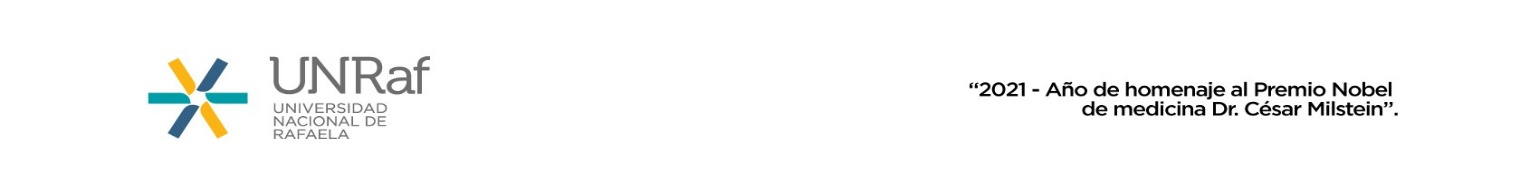 UNRaf
UNIVERSIDAD
NACIONAL DE
RAFAELA
“2021 - Año de homenaje al Premio Nobel
de medicina Dr. César Milstein”.